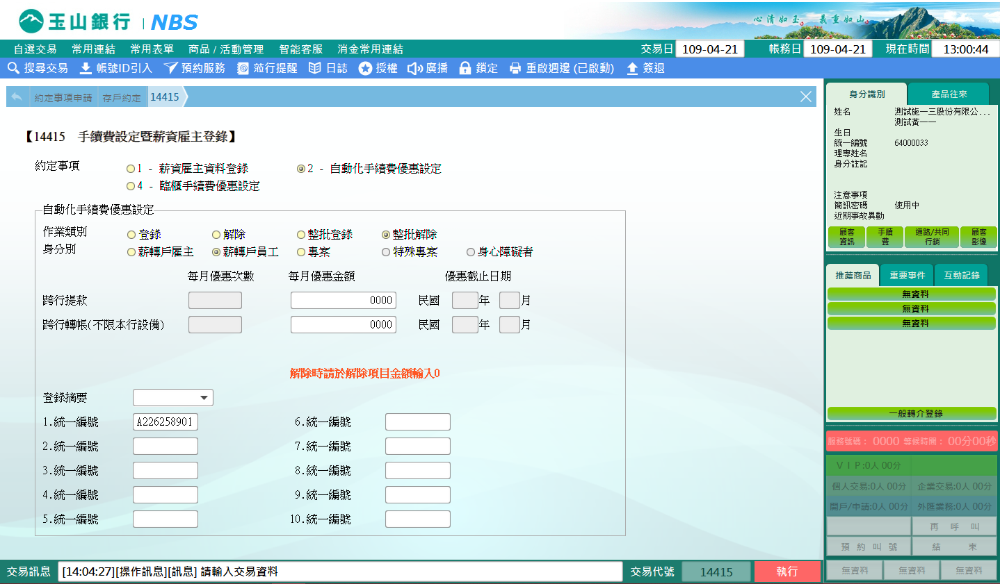 玉山銀行 NBS
心清如玉 義重如山
自選交易 常用連結 常用表單 商品 / 活動管理 智能客服 消金常用連結
交易日 109-04-21 帳務日 109-04-21 現在時間 13:00:44
搜尋交易 帳號ID引入 預約服務 蒞行提醒 日誌 授權 廣播 鎖定 重啟週邊 (已啟動) 簽退
約定事項申請 存戶約定 14415
【14415 手續費設定暨薪資雇主登錄】
約定事項
1 - 薪資雇主資料登錄
2 - 自動化手續費優惠設定
4 - 臨櫃手續費優惠設定
自動化手續費優惠設定
作業類別 登錄 解除 整批登錄 整批解除
身分別 薪轉戶雇主 薪轉戶員工 專案 特殊專案 身心障礙者
每月優惠次數 每月優惠金額 優惠截止日期
跨行提款 0000 民國 年 月
跨行轉帳(不限本行設備) 0000 民國 年 月
解除時請於解除項目金額輸入0
登錄摘要
1.統一編號 A226258901 6.統一編號
2.統一編號 7.統一編號
3.統一編號 8.統一編號
4.統一編號 9.統一編號
5.統一編號 10.統一編號
交易訊息 [14:04:27][操作訊息][訊息] 請輸入交易資料 交易代號 14415 執行
身分識別 產品往來
姓名 測試施一三股份有限公...
測試黃一一
生日
統一編號 64000033
理專姓名
身分註記
注意事項
簡訊密碼 使用中
近期事故異動
顧客資訊 手續費 通路/共同行銷 顧客影像
推薦商品 重要事件 互動記錄
無資料
無資料
無資料
一般轉介登錄
服務號碼： 0000 等候時間： 00分00秒
ＶＩＰ:0人 00分
個人交易:0人 00分 企業交易:0人 00分
開戶/申請:0人 00分 外匯業務:0人 00分
再 呼 叫
預 約 叫 號 結 束
無資料 無資料 無資料